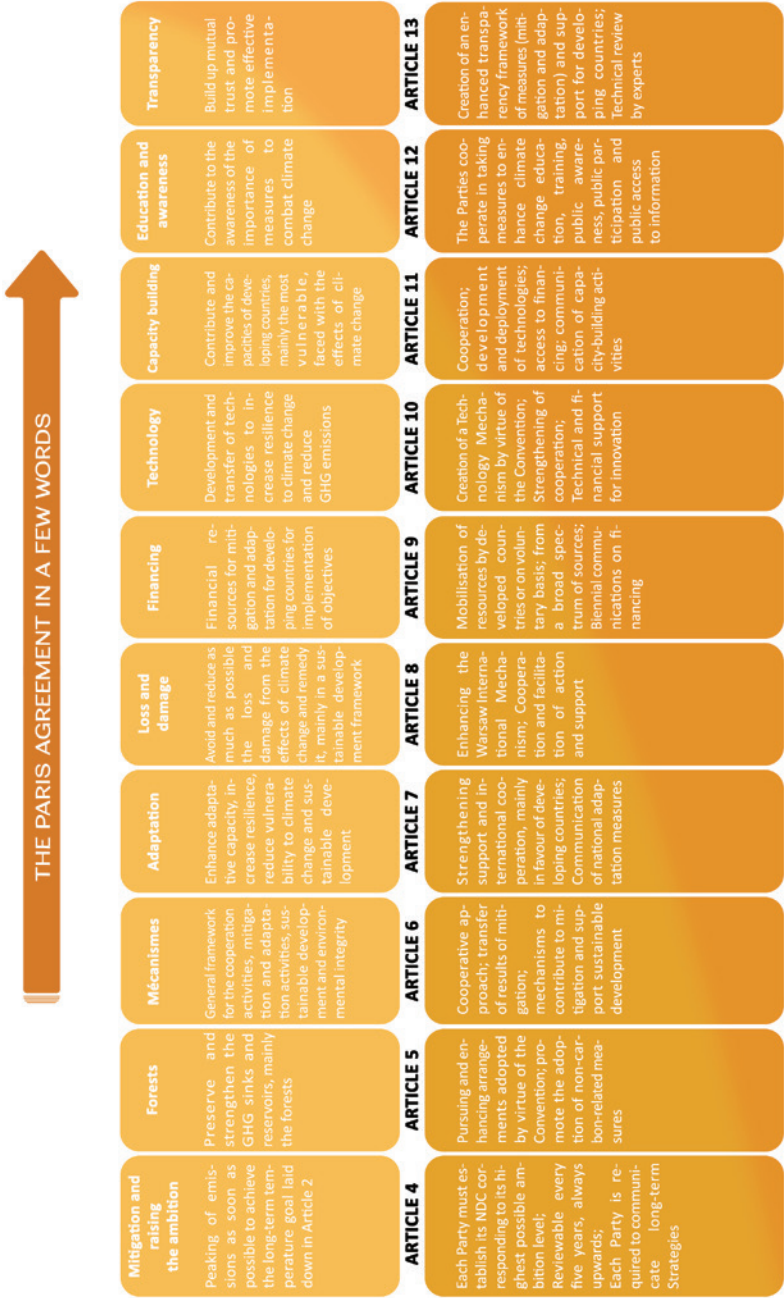 THE PARIS AGREEMENT IN A FEW WORDS
Mitigation and
raising
the ambition
Peaking of emis-
sions as soon as
possible to achieve
the long-term tem-
perature goal laid
down in Article 2
ARTICLE 4
Each Party must es-
tablish its NDC cor-
responding to its hi-
ghest possible am-
bition level;
Reviewable every
five years, always
upwards;
Each Party is re-
quired to communi-
cate long-term
Strategies
Forests
Preserve and
strengthen the
GHG sinks and
reservoirs, mainly
the forests
ARTICLE 5
Pursuing and en-
hancing arrange-
ments adopted
by virtue of the
Convention; pro-
mote the adop-
tion of non-car-
bon-related mea-
sures
Mécanismes
General framework
for the cooperation
activities, mitiga-
tion and adapta-
tion activities, sus-
tainable develop-
ment and environ-
mental integrity
ARTICLE 6
Cooperative ap-
proach; transfer
of results of miti-
gation;
mechanisms to
contribute to mi-
tigation and sup-
port sustainable
development
Adaptation
Enhance adapta-
tive capacity, in-
crease resilience,
reduce vulnera-
bility to climate
change and sus-
tainable deve-
lopment
ARTICLE 7
Strengthening
support and in-
ternational coo-
peration, mainly
in favour of deve-
loping countries;
Communication
of national adap-
tation measures
Loss and
damage
Avoid and reduce as
much as possible
the loss and
damage from the
effects of climate
change and remedy
it, mainly in a sus-
tainable develop-
ment framework
ARTICLE 8
Enhancing the
Warsaw Interna-
tional Mecha-
nism; Coopera-
tion and facilita-
tion of action
and support
Financing
Financial re-
sources for miti-
gation and adap-
tation for develo-
ping countries for
implementation
of objectives
ARTICLE 9
Mobilisation of
resources by de-
veloped coun-
tries or on volun-
tary basis; from
a broad spec-
trum of sources;
Biennial commu-
nications on fi-
nancing
Technology
Development and
transfer of tech-
nologies to in-
crease resilience
to climate change
and reduce
GHG emissions
ARTICLE 10
Creation of a Tech-
nology Mecha-
nism by virtue of
the Convention;
Strengthening of
cooperation;
Technical and fi-
nancial support
for innovation
Capacity building
Contribute and
improve the ca-
pacities of deve-
loping countries,
mainly the most
vulnerable,
faced with the
effects of cli-
mate change
ARTICLE 11
Cooperation;
development
and deployment
of technologies;
access to finan-
cing; communi-
cation of capa-
city-building acti-
vities
Education and
awareness
Contribute to the
awareness of the
importance of
measures to
combat climate
change
ARTICLE 12
The Parties coo-
perate in taking
measures to en-
hance climate
change educa-
tion, training,
public aware-
ness, public par-
ticipation and
public access
to information
Transparency
Build up mutual
trust and pro-
mote effective
implementa-
tion
ARTICLE 13
Creation of an en-
hanced transpa-
rency framework
of measures (miti-
gation and adap-
tation) and sup-
port for develo-
ping countries;
Technical review
by experts